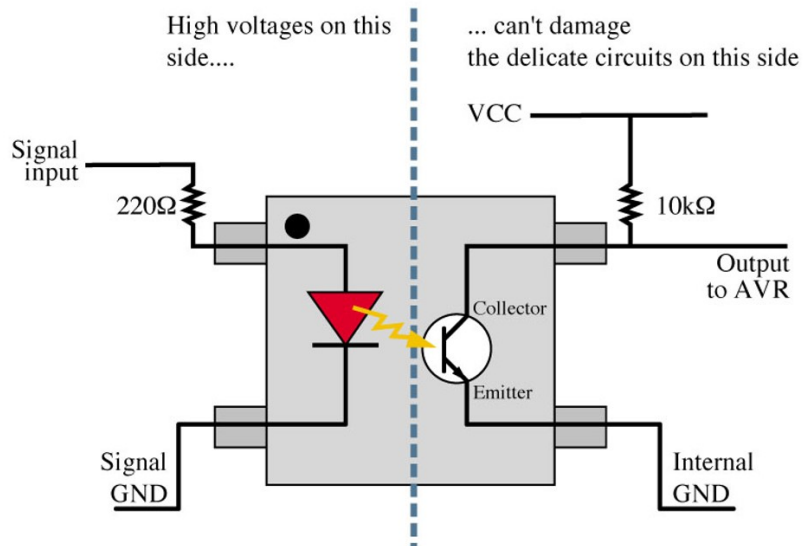 High voltages on this
side....
... can't damage
the delicate circuits on this side
VCC
Signal
input
220Ω
10kΩ
Output
to AVR
Collector
Emitter
Signal
GND
Internal
GND